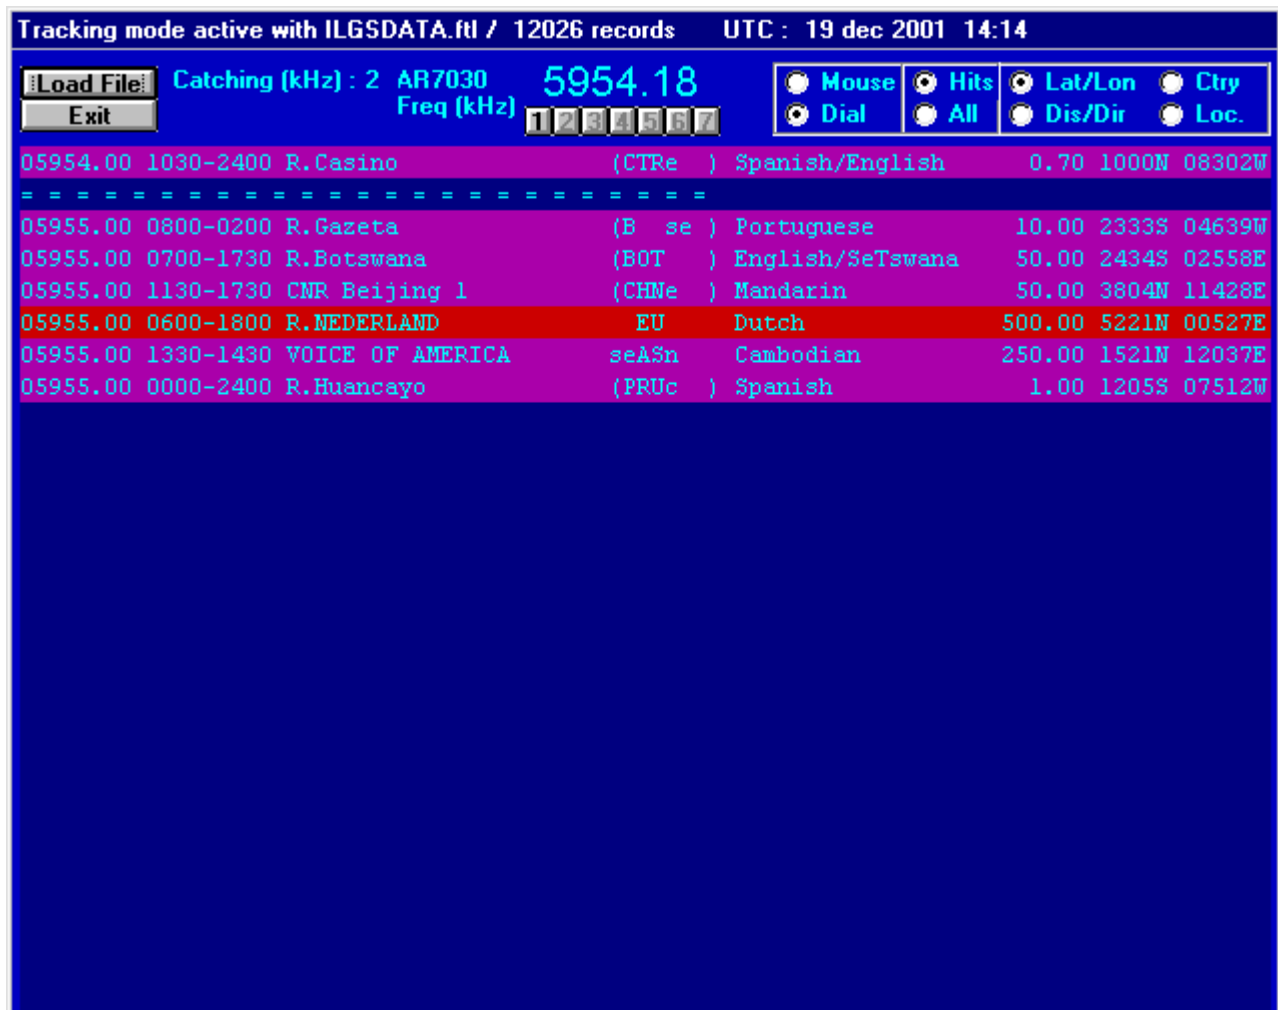 Tracking mode active with ILGSDATA.ftl / 12026 records UTC : 19 dec 2001 14:14
Load File Catching (kHz) : 2 AR7030 5954.18 Mouse Hits Lat/Lon Ctry
Exit Freq (kHz) 1 2 3 4 5 6 7 Dial All Dis/Dir Loc.
05954.00 1030-2400 R.Casino (CTRe ) Spanish/English 0.70 1000N 08302W
= = = = = = = = = = = = = = = = = = = = = = = = =
05955.00 0800-0200 R.Gazeta (B se ) Portuguese 10.00 2333S 04639W
05955.00 0700-1730 R.Botswana (BOT ) English/SeTswana 50.00 2434S 02558E
05955.00 1130-1730 CNR Beijing 1 (CHNe ) Mandarin 50.00 3804N 11428E
05955.00 0600-1800 R.NEDERLAND EU Dutch 500.00 5221N 00527E
05955.00 1330-1430 VOICE OF AMERICA seASn Cambodian 250.00 1521N 12037E
05955.00 0000-2400 R.Huancayo (PRUc ) Spanish 1.00 1205S 07512W